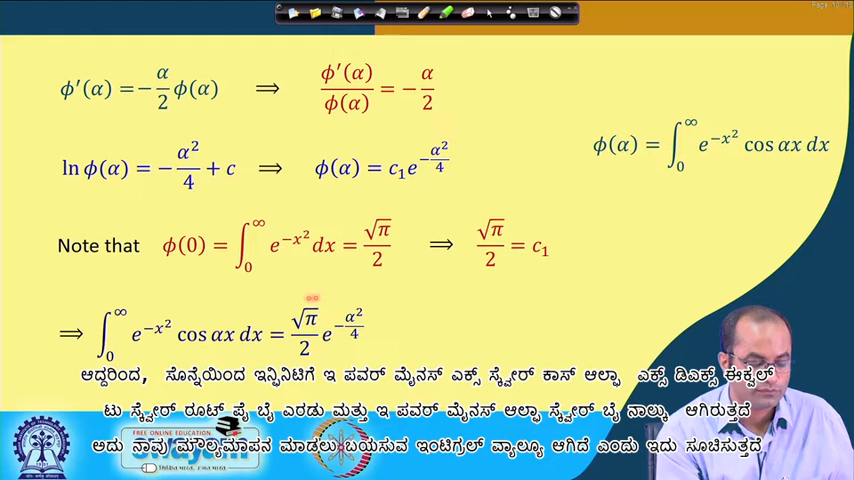 Page 10/13
ϕ′(α) = −α/2 ϕ(α) ⟹ ϕ′(α)/ϕ(α) = −α/2
ϕ(α) = ∫₀^∞ e^{−x²} cos αx dx
ln ϕ(α) = −α²/4 + c ⟹ ϕ(α) = c₁e^{−α²/4}
Note that ϕ(0) = ∫₀^∞ e^{−x²} dx = √π/2 ⟹ √π/2 = c₁
⟹ ∫₀^∞ e^{−x²} cos αx dx = √π/2 e^{−α²/4}
ಆದ್ದರಿಂದ, ಸೊನ್ನೆಯಿಂದ ಇನ್ಫಿನಿಟಿಗೆ ಇ ಪವರ್ ಮೈನಸ್ ಎಕ್ಸ್ ಸ್ಕ್ವೇರ್ ಕಾಸ್ ಆಲ್ಫಾ ಎಕ್ಸ್ ಡಿಎಕ್ಸ್ ಈಕ್ವಲ್
ಟು ಸ್ಕ್ವೇರ್ ರೂಟ್ ಪೈ ಬೈ ಎರಡು ಮತ್ತು ಇ ಪವರ್ ಮೈನಸ್ ಆಲ್ಫಾ ಸ್ಕ್ವೇರ್ ಬೈ ನಾಲ್ಕು ಆಗಿರುತ್ತದೆ
ಅದು ನಾವು ಮೌಲ್ಯಮಾಪನ ಮಾಡಲು ಬಯಸುವ ಇಂಟಿಗ್ರಲ್ ವ್ಯಾಲ್ಯೂ ಆಗಿದೆ ಎಂದು ಇದು ಸೂಚಿಸುತ್ತದೆ
FREE ONLINE EDUCATION
swayam